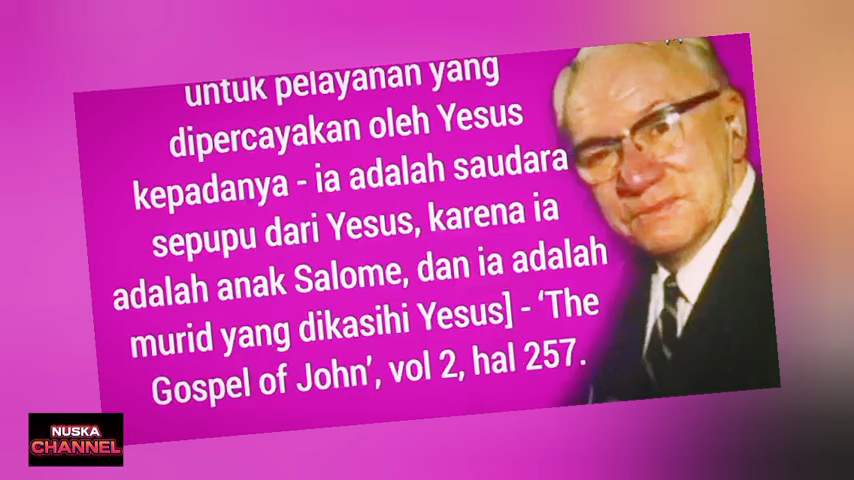 untuk pelayanan yang
dipercayakan oleh Yesus
kepadanya - ia adalah saudara
sepupu dari Yesus, karena ia
adalah anak Salome, dan ia adalah
murid yang dikasihi Yesus] - ‘The
Gospel of John’, vol 2, hal 257.
NUSKA
CHANNEL